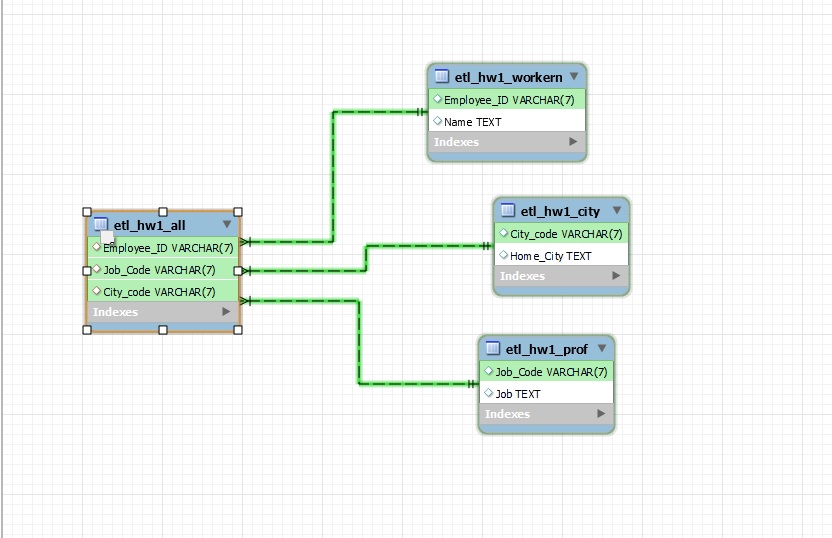 etl_hw1_workern
Employee_ID VARCHAR(7)
Name TEXT
Indexes
etl_hw1_all
Employee_ID VARCHAR(7)
Job_Code VARCHAR(7)
City_code VARCHAR(7)
Indexes
etl_hw1_city
City_code VARCHAR(7)
Home_City TEXT
Indexes
etl_hw1_prof
Job_Code VARCHAR(7)
Job TEXT
Indexes